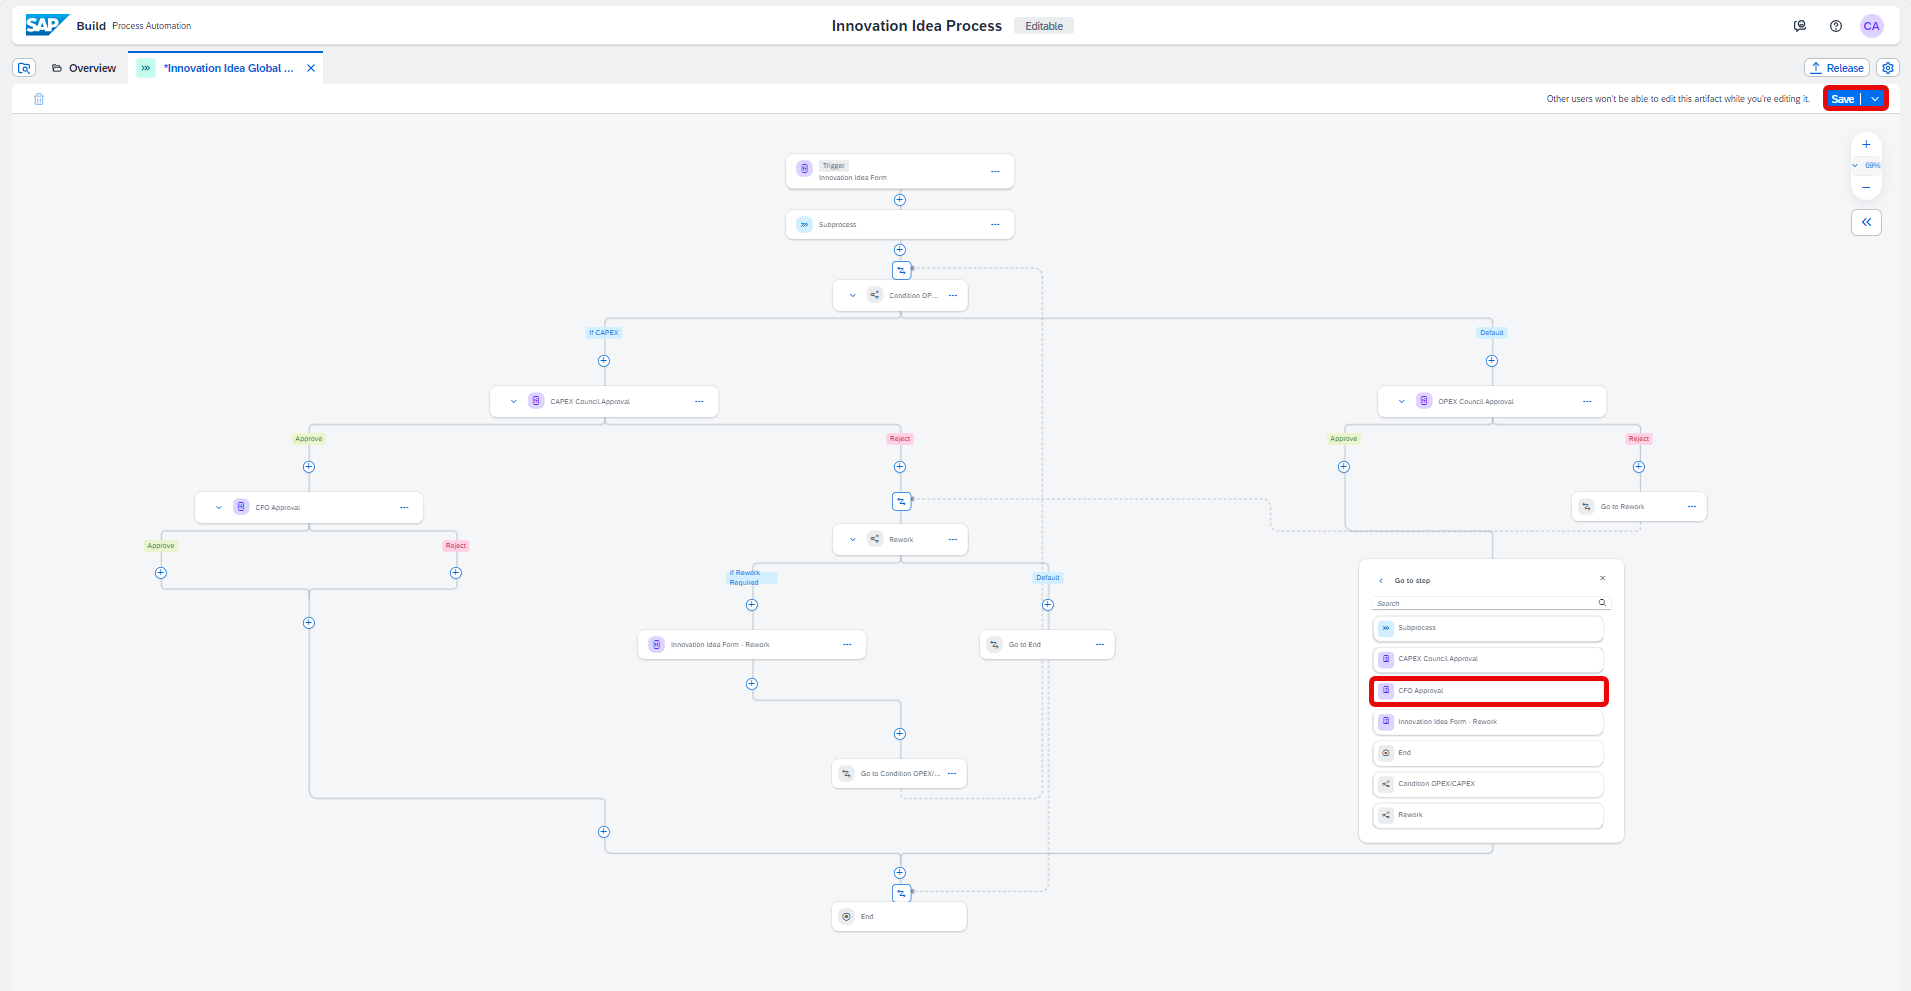 SAP Build Process Automation
Innovation Idea Process Editable
CA
Overview
*Innovation Idea Global ...
Release
Other users won't be able to edit this artifact while you're editing it.
Save
69%
Trigger
Innovation Idea Form
Subprocess
Condition OP...
If CAPEX
Default
CAPEX Council Approval
OPEX Council Approval
Approve
Reject
Approve
Reject
CFO Approval
Go to Rework
Approve
Reject
Rework
If Rework
Required
Default
Innovation Idea Form - Rework
Go to End
Go to Condition OPEX/...
End
Go to step
Search
Subprocess
CAPEX Council Approval
CFO Approval
Innovation Idea Form - Rework
End
Condition OPEX/CAPEX
Rework